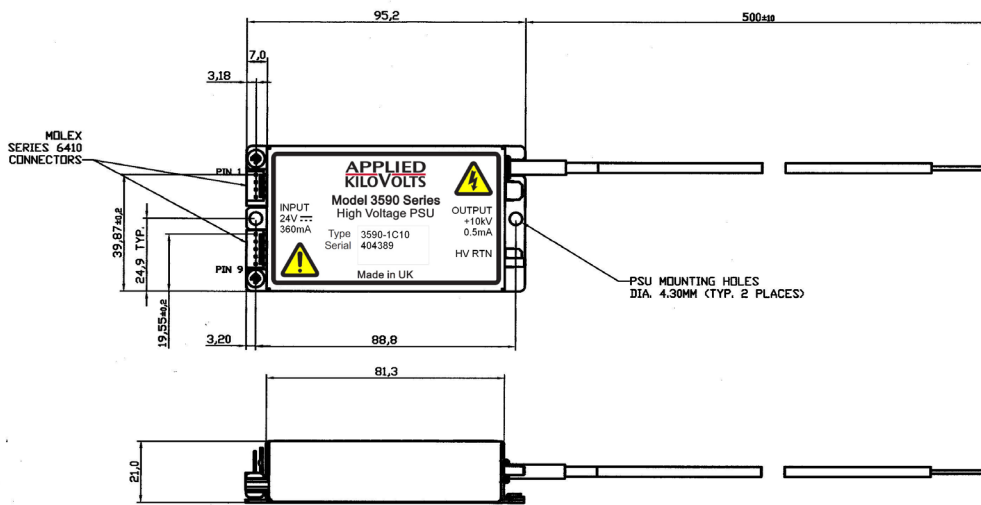 95,2
500±10
7,0
3,18
MOLEX
SERIES 6410
CONNECTORS
PIN 1
APPLIED
KILOVOLTS
Model 3590 Series
High Voltage PSU
INPUT
24V
360mA
OUTPUT
+10kV
0.5mA
Type 3590-1C10
Serial 404389
HV RTN
Made in UK
39,87±0,2
24,9 TYP.
PIN 9
19,55±0,2
PSU MOUNTING HOLES
DIA. 4.30MM (TYP. 2 PLACES)
3,20
88,8
81,3
21,0